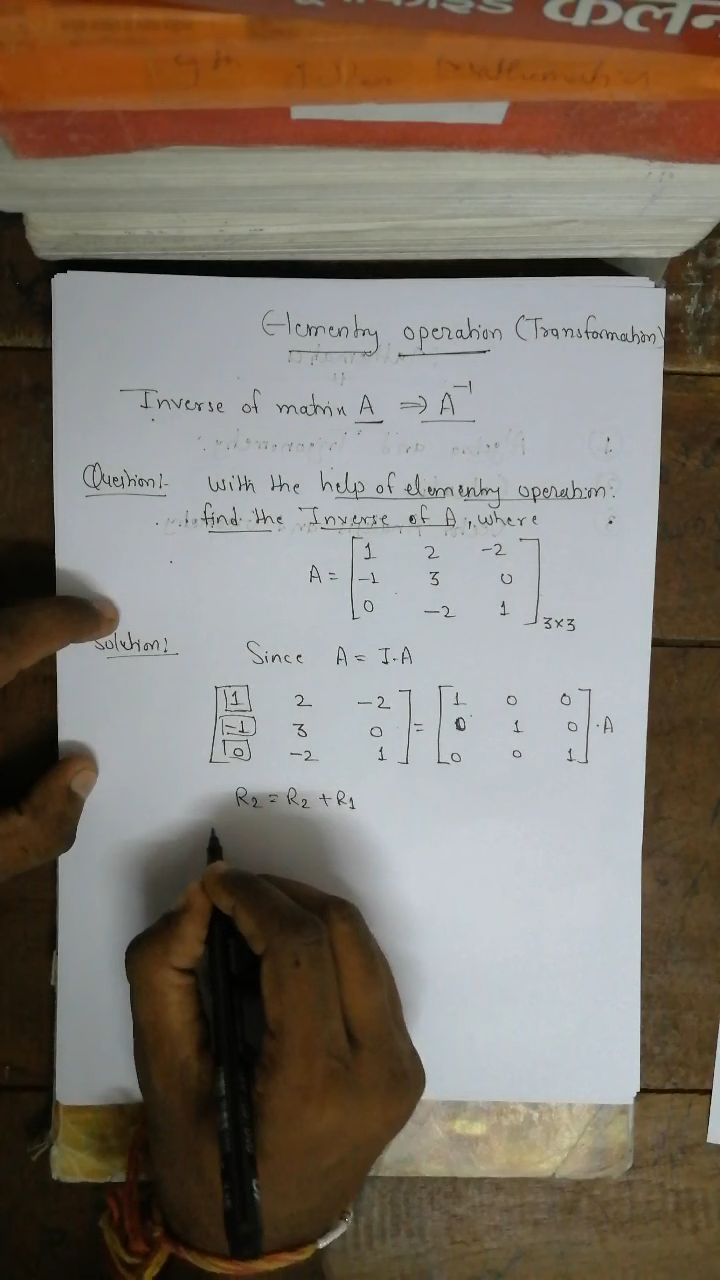 कलन
Elementry operation (Transformation)
Inverse of matrix A ⇒ A⁻¹
Question:- with the help of elementry operation.
find the Inverse of A, where
A = [1 2 -2
-1 3 0
0 -2 1]3×3
Solution: Since A = I.A
[1 2 -2 = [1 0 0
-1 3 0 0 1 0 .A
0 -2 1] 0 0 1]
R₂ = R₂ + R₁